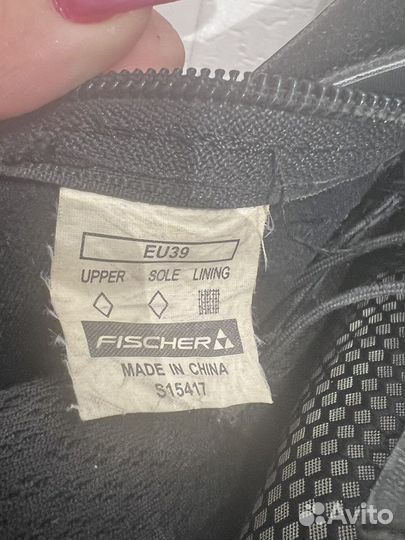 EU39
UPPER SOLE LINING
FISCHER
MADE IN CHINA
S15417
Avito